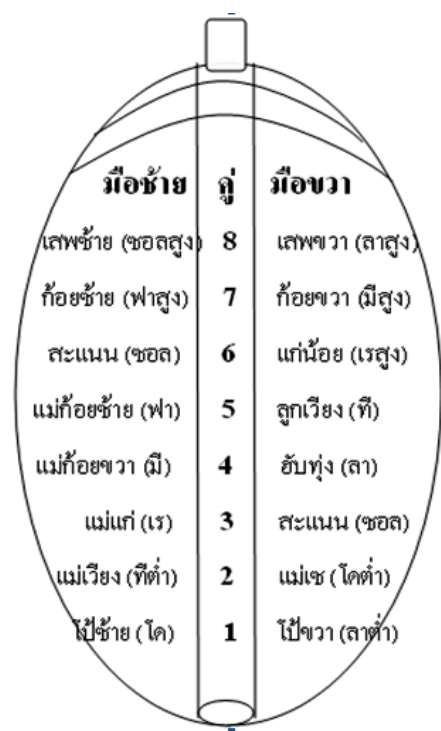 มือซ้าย คู่ มือขวา
เสพซ้าย (ซอลสูง) 8 เสพขวา (ลาสูง)
ก้อยซ้าย (ฟาสูง) 7 ก้อยขวา (มีสูง)
สะแนน (ซอล) 6 แก่น้อย (เรสูง)
แม่ก้อยซ้าย (ฟา) 5 ลูกเวียง (ที)
แม่ก้อยขวา (มี) 4 ฮับทุ่ง (ลา)
แม่แก่ (เร) 3 สะแนน (ซอล)
แม่เวียง (ทีต่ำ) 2 แม่เซ (โดต่ำ)
โป้ซ้าย (โด) 1 โป้ขวา (ลาต่ำ)